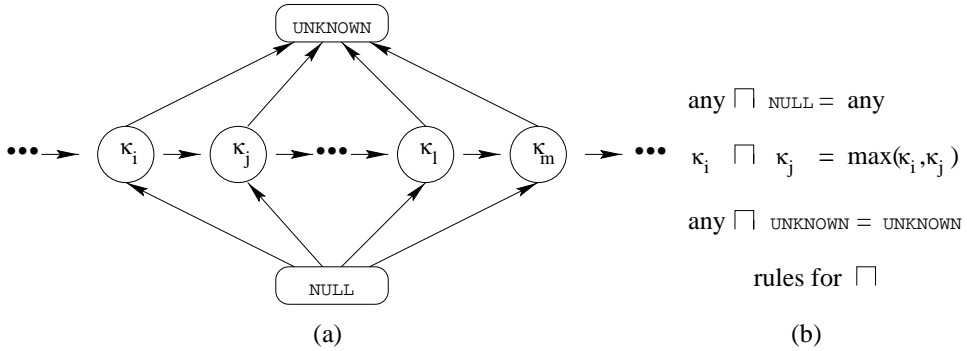 UNKNOWN
••• κi κj ••• κl κm •••
NULL
(a)
any ⊓ NULL = any
κi ⊓ κj = max(κi ,κj )
any ⊓ UNKNOWN = UNKNOWN
rules for ⊓
(b)